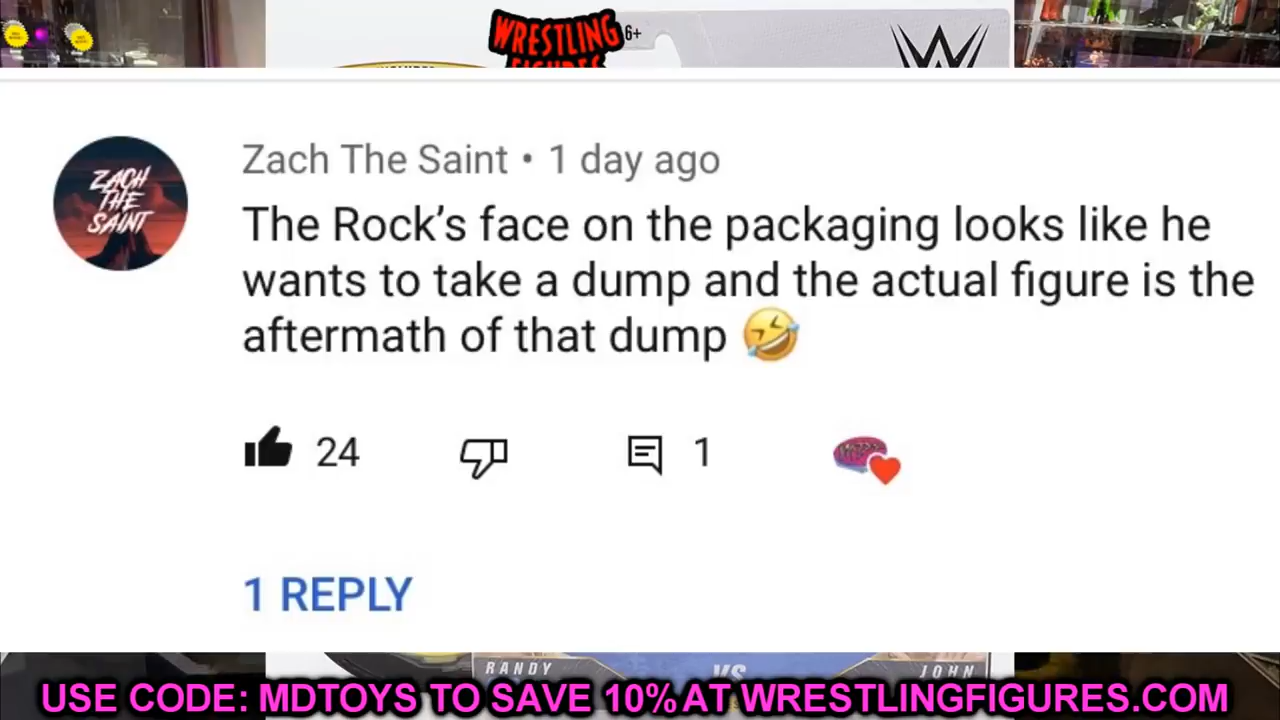 WRESTLING 6+
FIGURES
Zach The Saint • 1 day ago
ZACH
THE
SAINT
The Rock’s face on the packaging looks like he
wants to take a dump and the actual figure is the
aftermath of that dump 🤣
24
1
1 REPLY
RANDY VS JOHN
USE CODE: MDTOYS TO SAVE 10% AT WRESTLINGFIGURES.COM